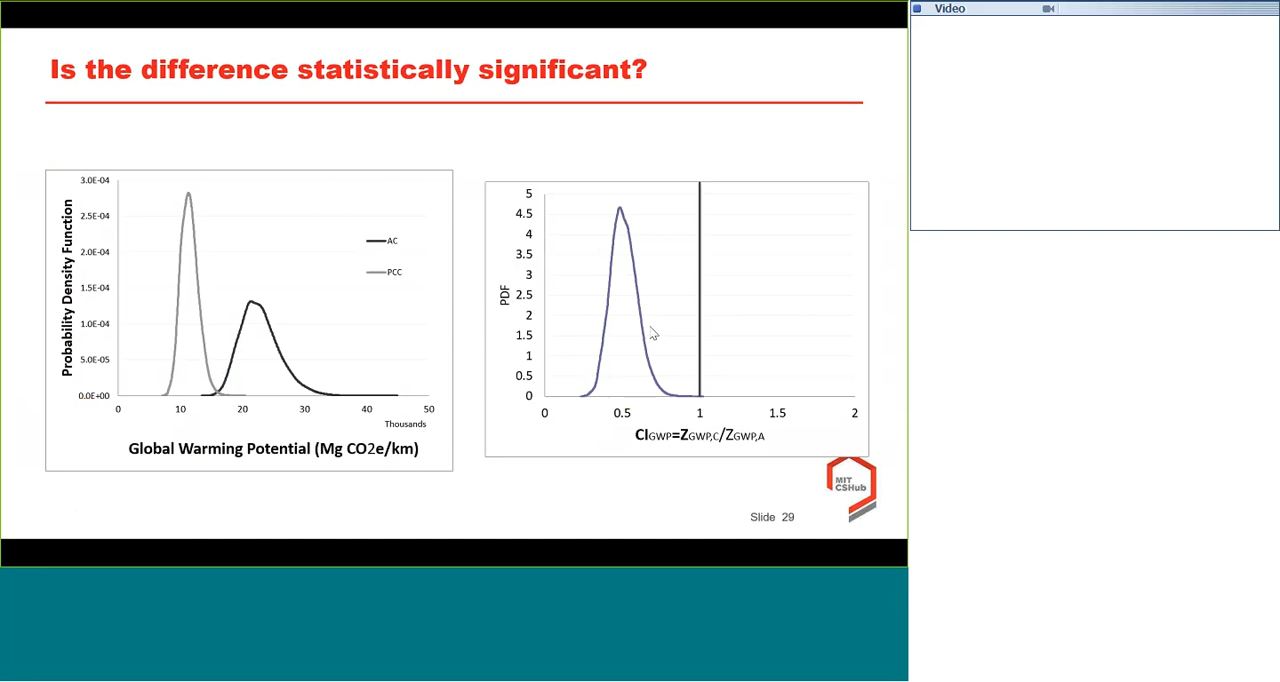 Video
Is the difference statistically significant?
3.0E-04
2.5E-04
2.0E-04
1.5E-04
1.0E-04
5.0E-05
0.0E+00
Probability Density Function
AC
PCC
0 10 20 30 40 50
Thousands
Global Warming Potential (Mg CO2e/km)
5
4.5
4
3.5
3
2.5
2
1.5
1
0.5
0
PDF
0 0.5 1 1.5 2
CIGWP=ZGWP,C/ZGWP,A
MIT
CSHub
Slide 29